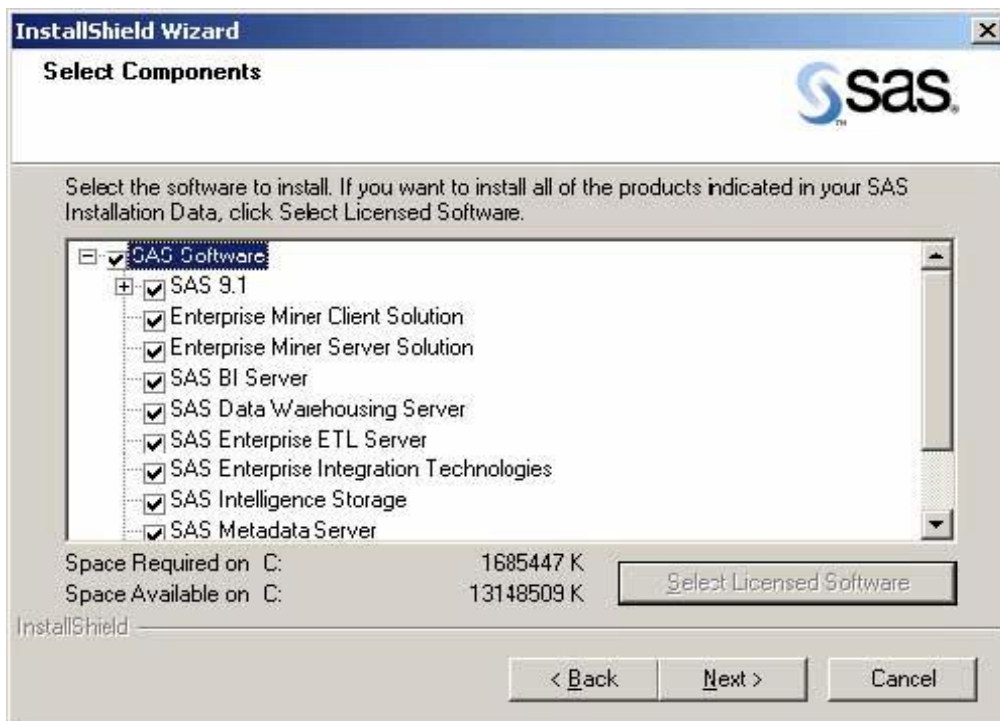 InstallShield Wizard
Select Components
sas
TM
®
Select the software to install. If you want to install all of the products indicated in your SAS
Installation Data, click Select Licensed Software.
SAS Software
SAS 9.1
Enterprise Miner Client Solution
Enterprise Miner Server Solution
SAS BI Server
SAS Data Warehousing Server
SAS Enterprise ETL Server
SAS Enterprise Integration Technologies
SAS Intelligence Storage
SAS Metadata Server
Space Required on C: 1685447 K
Space Available on C: 13148509 K
Select Licensed Software
InstallShield
< Back Next > Cancel